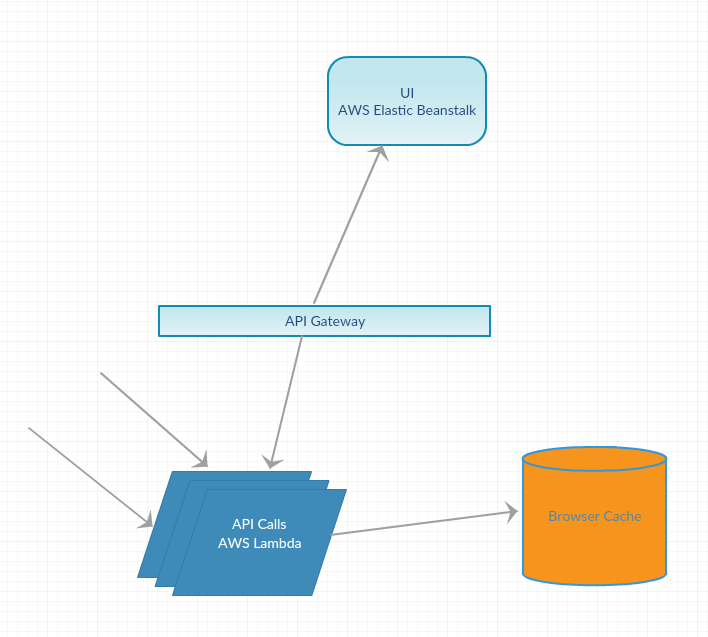 UI
AWS Elastic Beanstalk
API Gateway
API Calls
AWS Lambda
Browser Cache